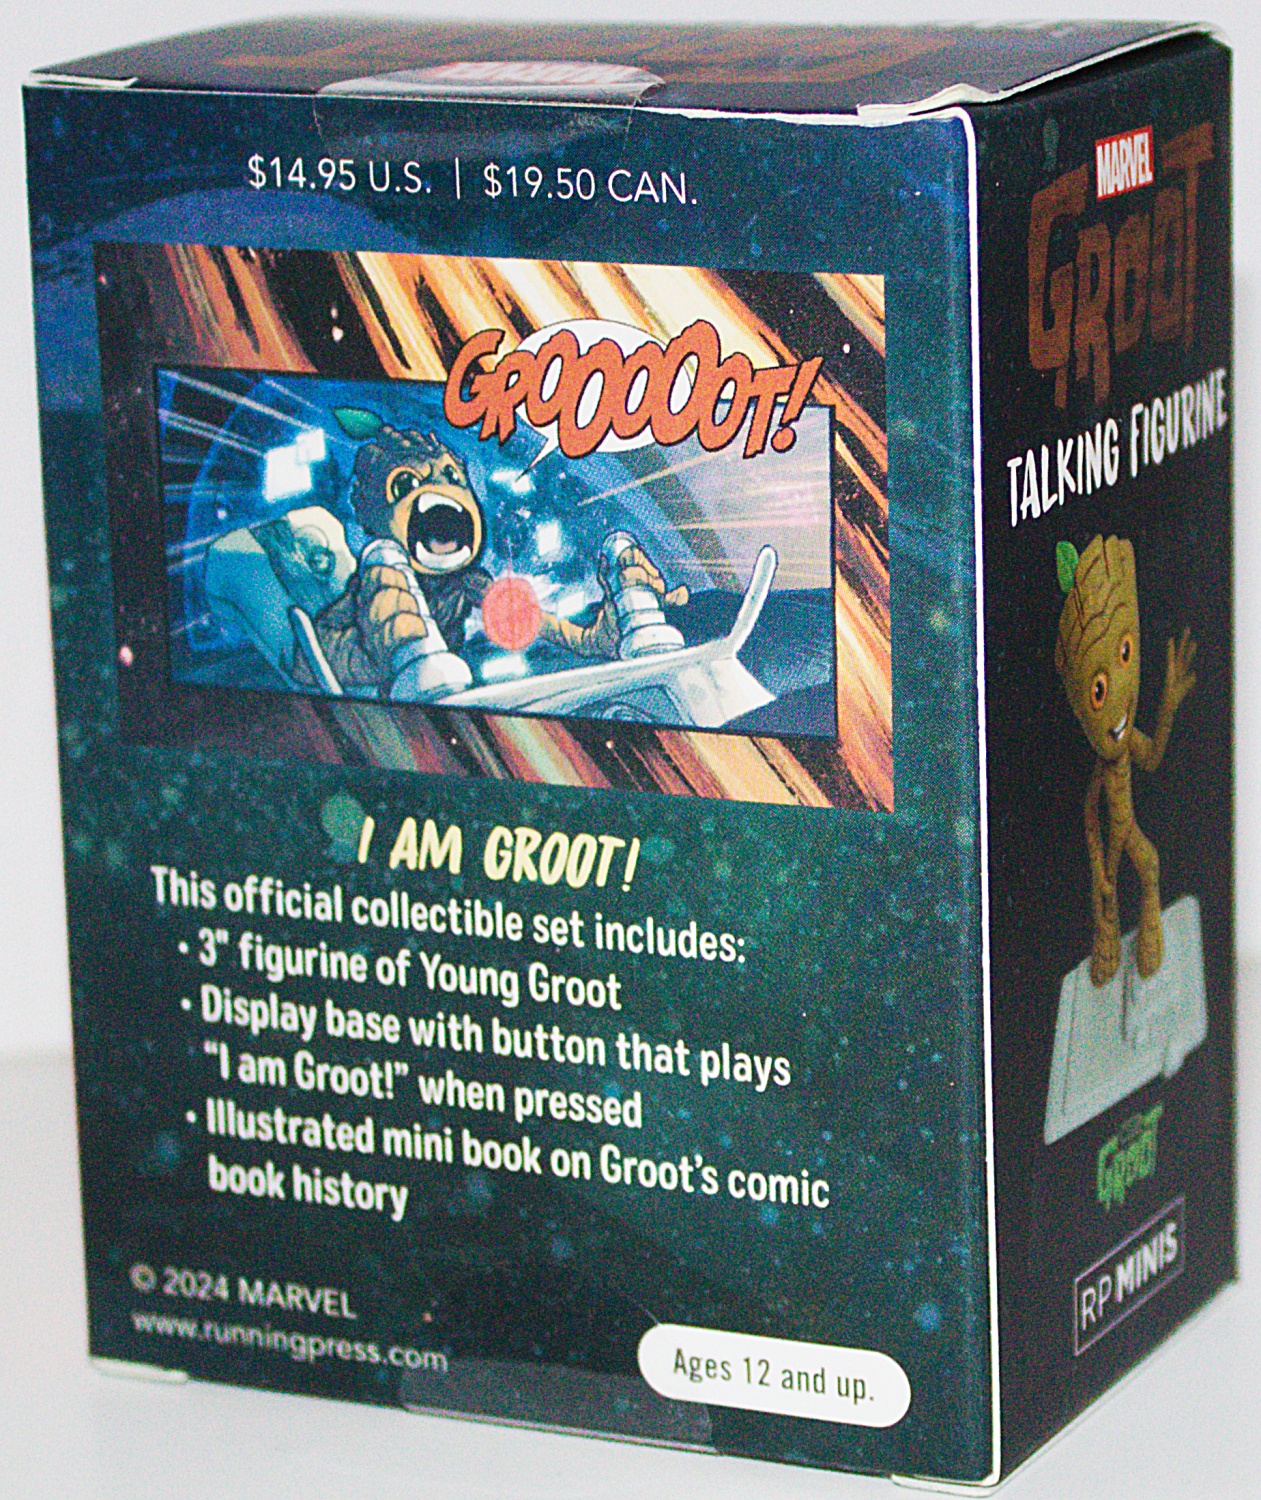 $14.95 U.S. | $19.50 CAN.
GROOOOOT!
I AM GROOT!
This official collectible set includes:
• 3" figurine of Young Groot
• Display base with button that plays
“I am Groot!” when pressed
• Illustrated mini book on Groot’s comic
book history
© 2024 MARVEL
www.runningpress.com
Ages 12 and up.
MARVEL
GROOT
TALKING FIGURINE
GROOT
RP MINIS